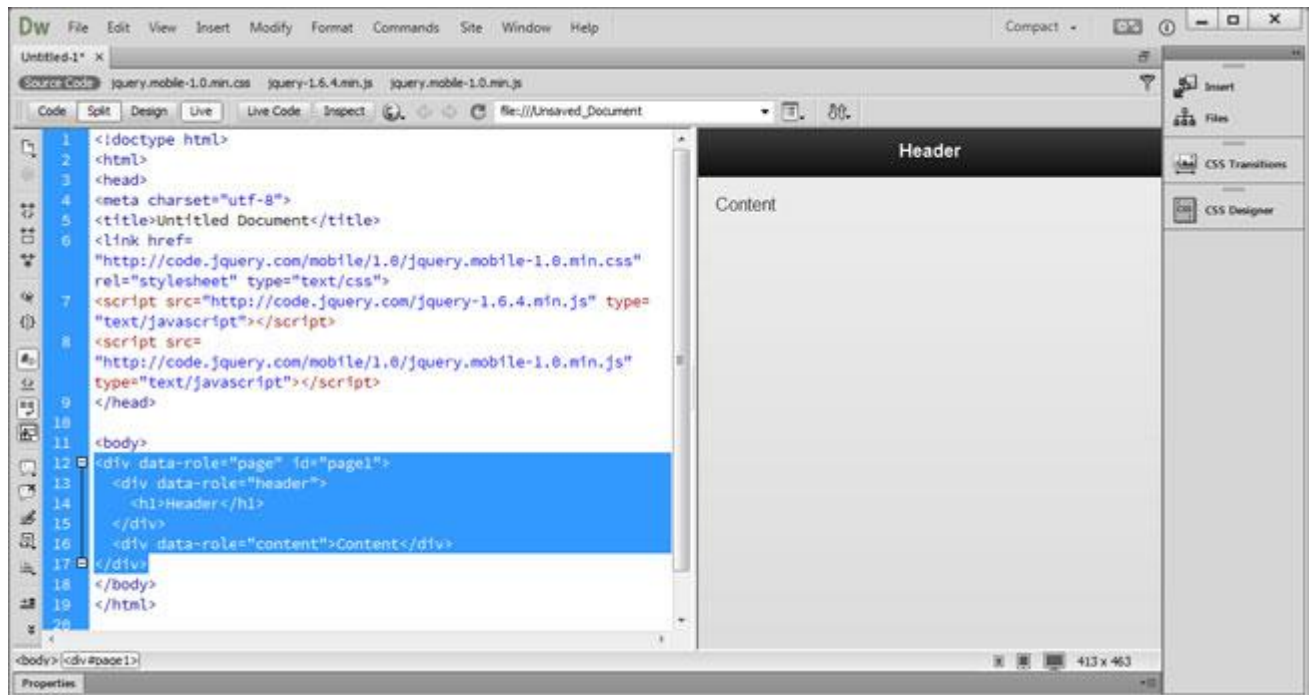 Dw File Edit View Insert Modify Format Commands Site Window Help Compact
Untitled-1* ×
Source Code jquery.mobile-1.0.min.css jquery-1.6.4.min.js jquery.mobile-1.0.min.js
Code Split Design Live Live Code Inspect file:///Unsaved_Document
1 <!doctype html>
2 <html>
3 <head>
4 <meta charset="utf-8">
5 <title>Untitled Document</title>
6 <link href=
"http://code.jquery.com/mobile/1.0/jquery.mobile-1.0.min.css"
rel="stylesheet" type="text/css">
7 <script src="http://code.jquery.com/jquery-1.6.4.min.js" type=
"text/javascript"></script>
8 <script src=
"http://code.jquery.com/mobile/1.0/jquery.mobile-1.0.min.js"
type="text/javascript"></script>
9 </head>
10
11 <body>
12 <div data-role="page" id="page1">
13 <div data-role="header">
14 <h1>Header</h1>
15 </div>
16 <div data-role="content">Content</div>
17 </div>
18 </body>
19 </html>
20
Header
Content
Insert
Files
CSS Transitions
CSS Designer
<body> <div#page1>
413 x 463
Properties